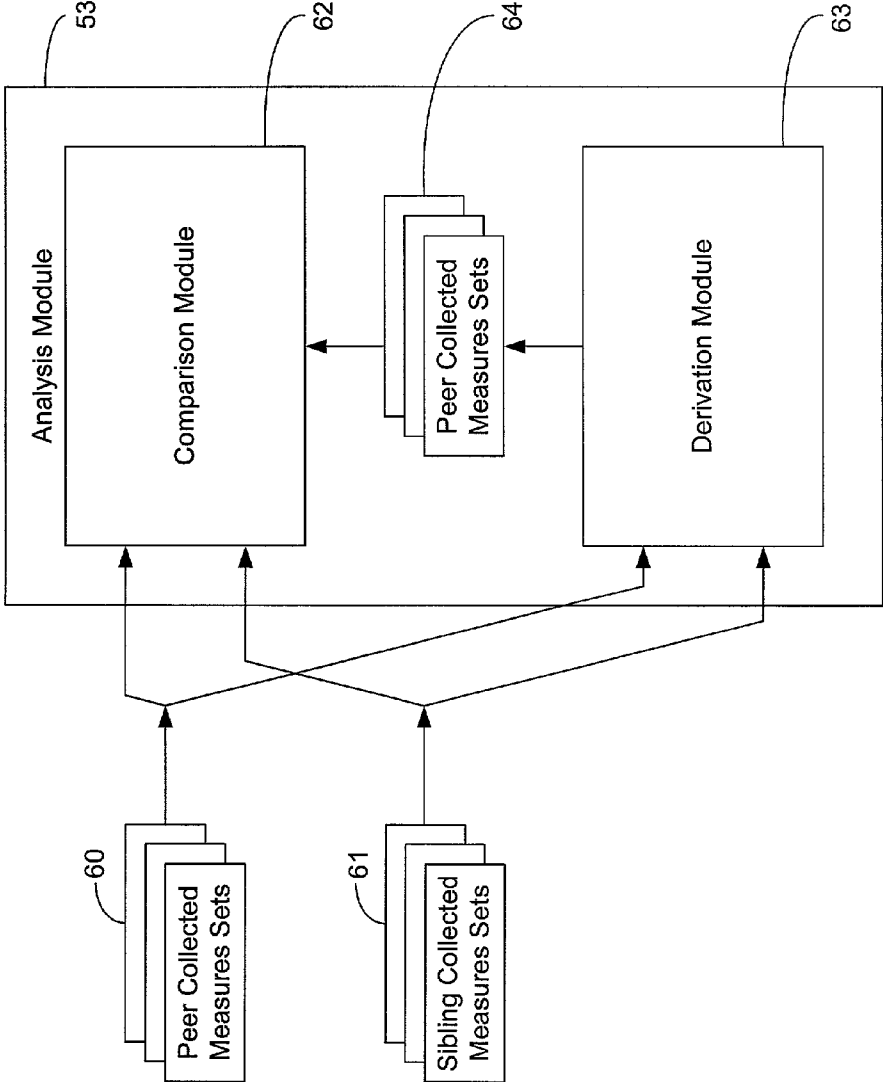 53
Analysis Module
62
Comparison Module
64
Peer Collected
Measures Sets
63
Derivation Module
60
Peer Collected
Measures Sets
61
Sibling Collected
Measures Sets